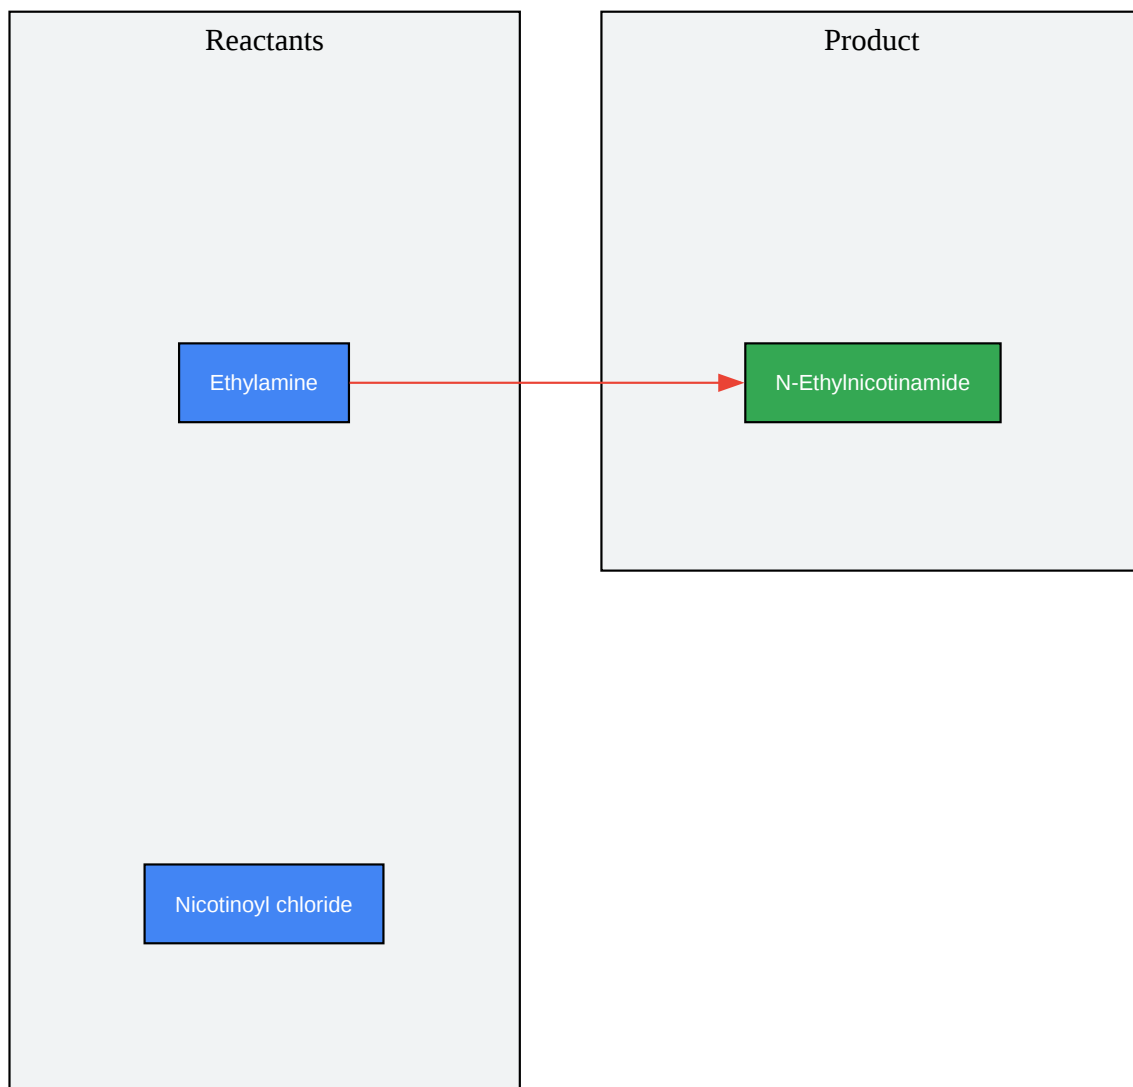 Reactants
Product
Ethylamine
N-Ethylnicotinamide
Nicotinoyl chloride